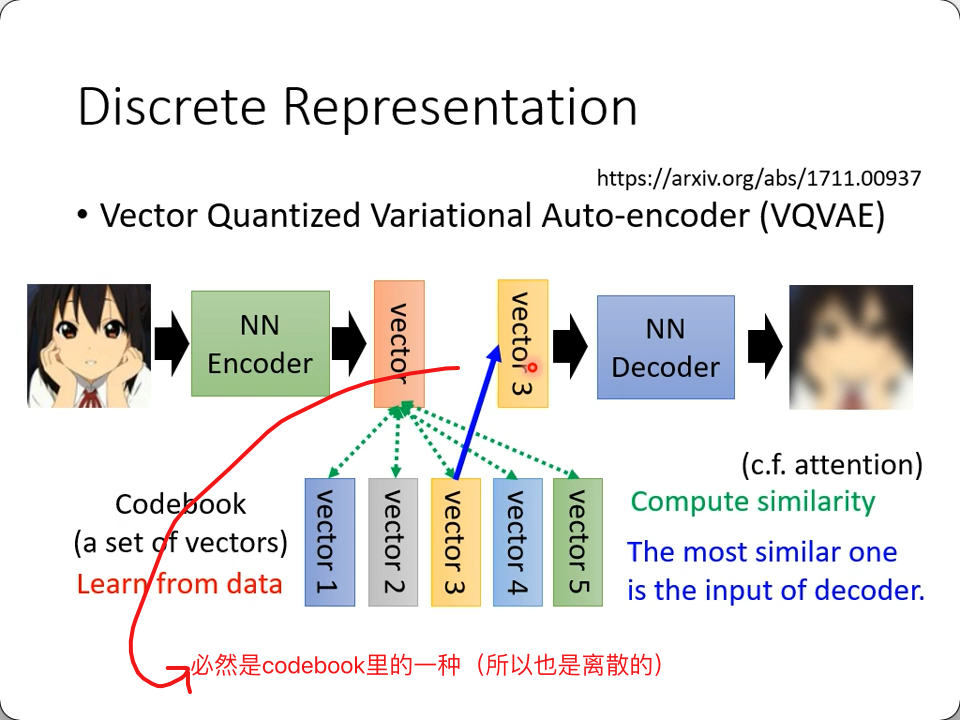 Discrete Representation
https://arxiv.org/abs/1711.00937
• Vector Quantized Variational Auto-encoder (VQVAE)
NN
Encoder
vector
vector 3
NN
Decoder
(c.f. attention)
Codebook
(a set of vectors)
Learn from data
vector 1
vector 2
vector 3
vector 4
vector 5
Compute similarity
The most similar one
is the input of decoder.
必然是codebook里的一种（所以也是离散的）